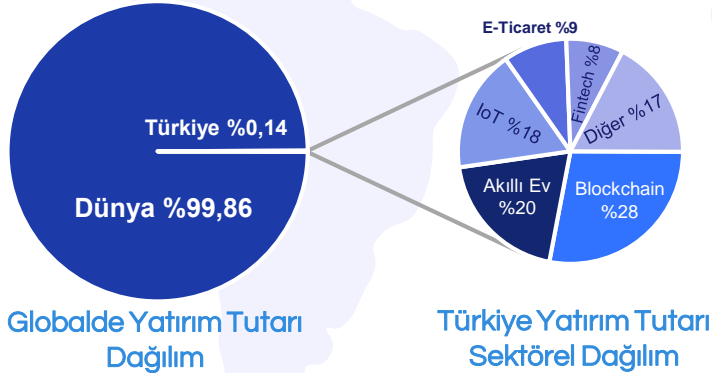 Türkiye %0,14
Dünya %99,86
Globalde Yatırım Tutarı
Dağılım
E-Ticaret %9
Fintech %8
Diğer %17
IoT %18
Akıllı Ev
%20
Blockchain
%28
Türkiye Yatırım Tutarı
Sektörel Dağılım